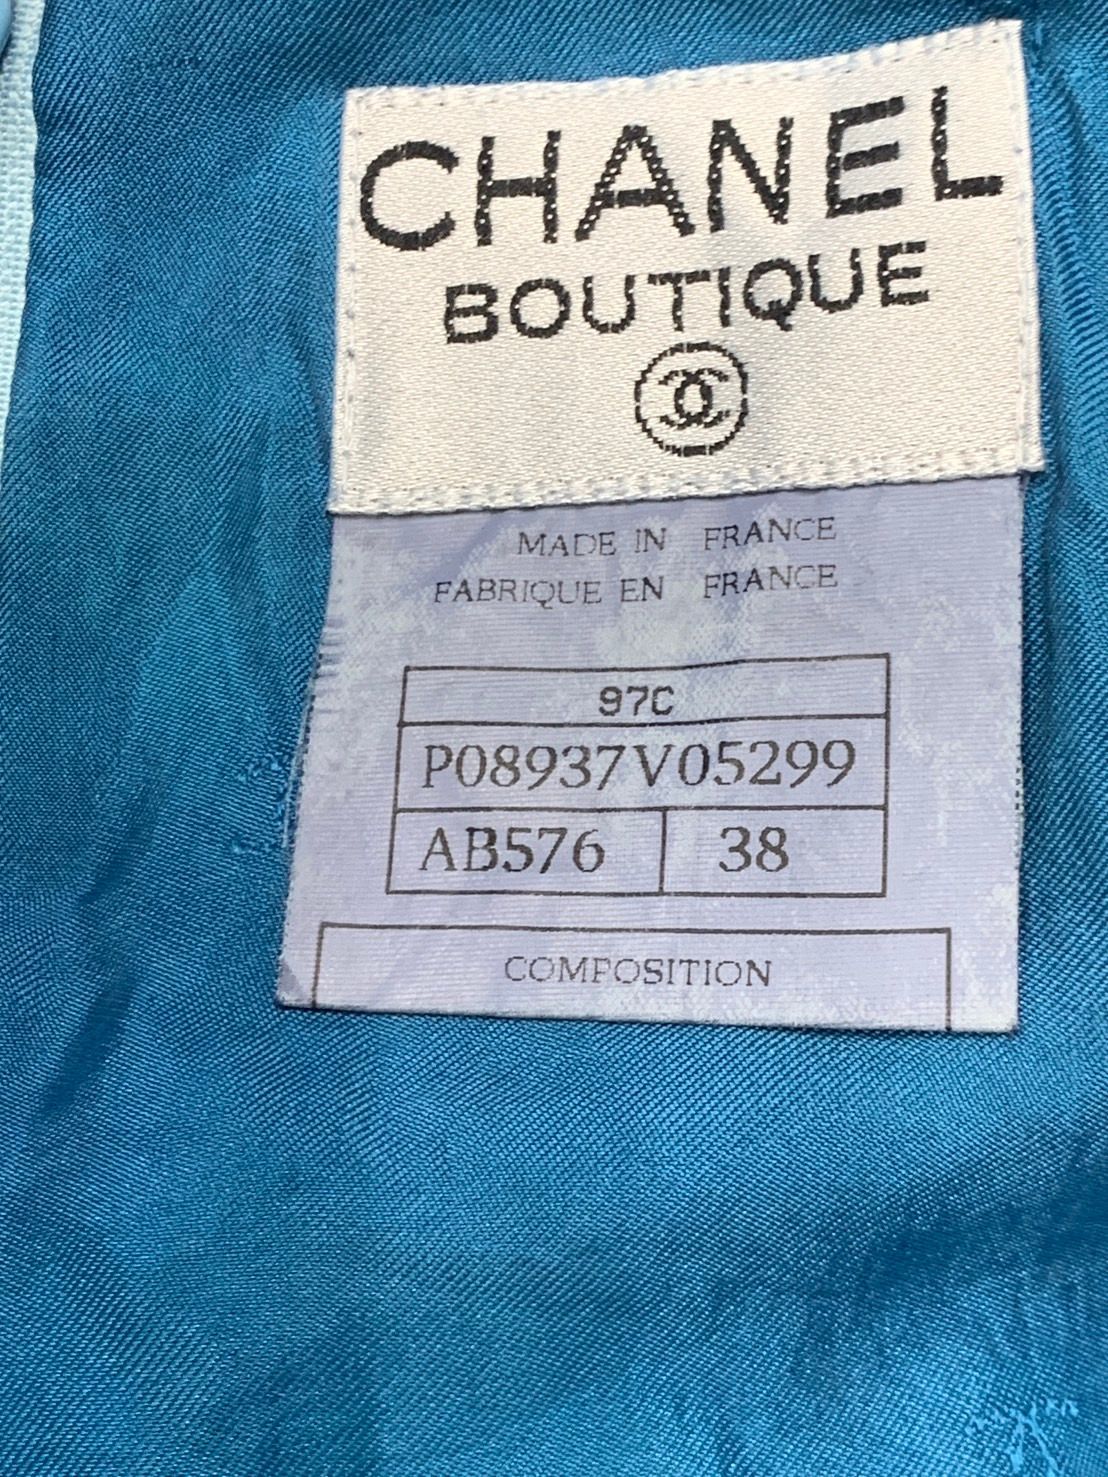 CHANEL
BOUTIQUE
MADE IN FRANCE
FABRIQUE EN FRANCE
97C
P08937V05299
AB576 38
COMPOSITION